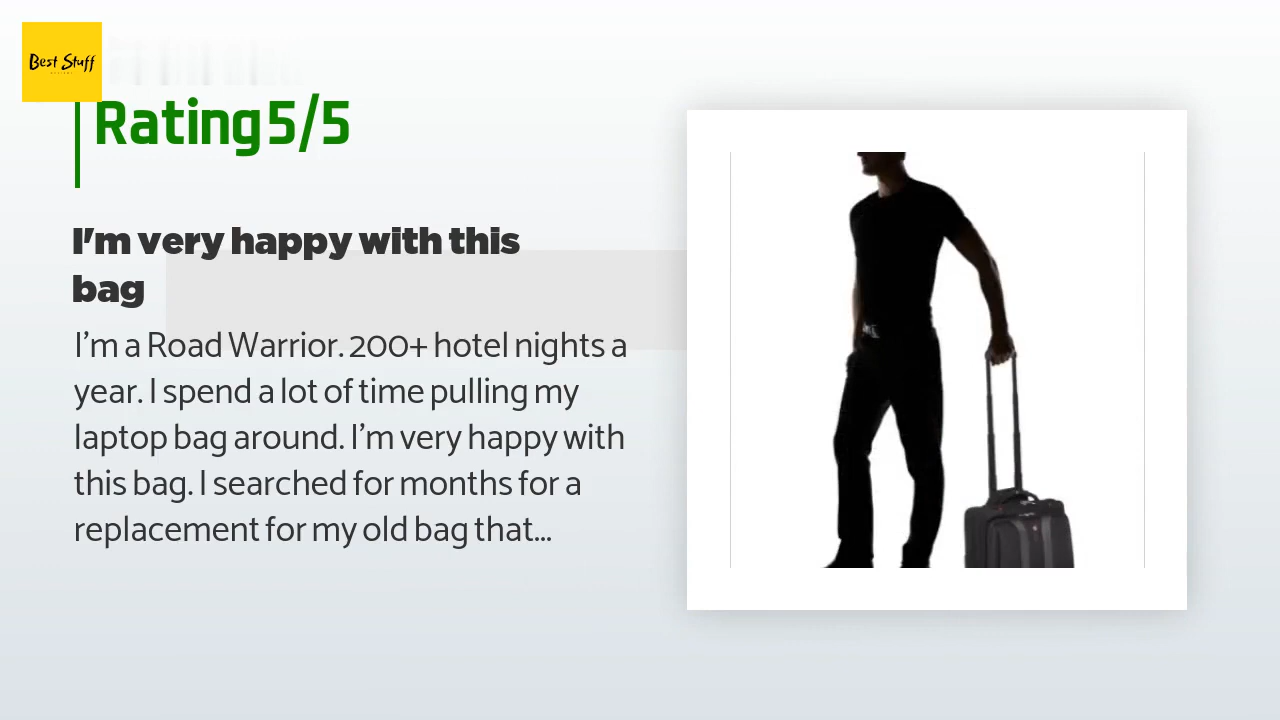 Best Stuff
Rating 5/5
I'm very happy with this
bag
I'm a Road Warrior. 200+ hotel nights a
year. I spend a lot of time pulling my
laptop bag around. I'm very happy with
this bag. I searched for months for a
replacement for my old bag that...